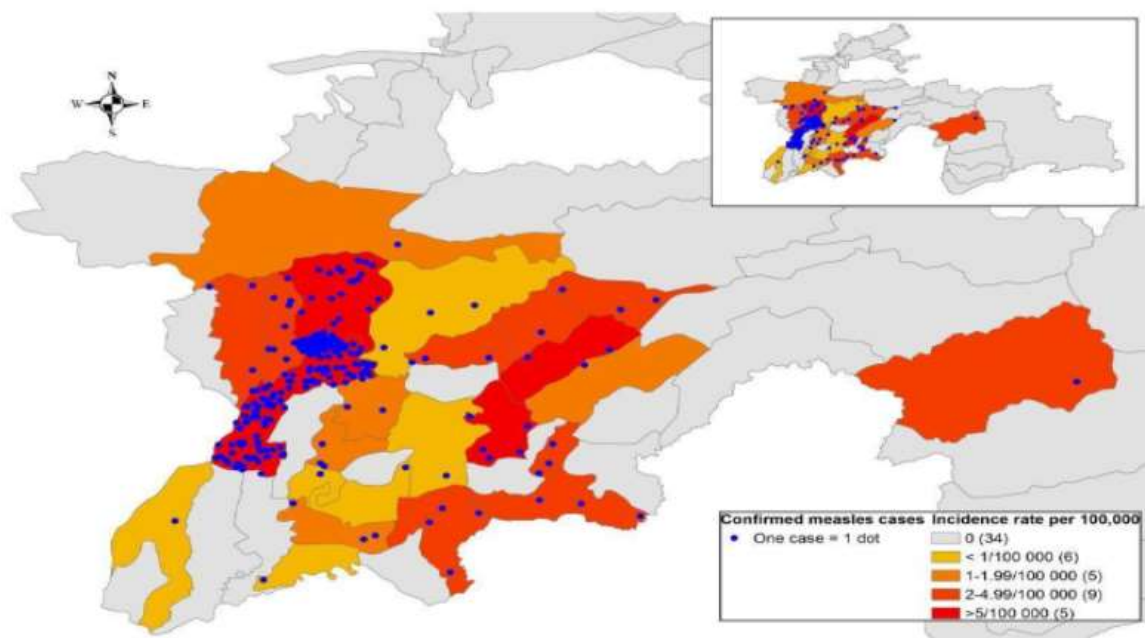 N
W E
S
Confirmed measles cases Incidence rate per 100,000
One case = 1 dot 0 (34)
< 1/100 000 (6)
1-1.99/100 000 (5)
2-4.99/100 000 (9)
>5/100 000 (5)